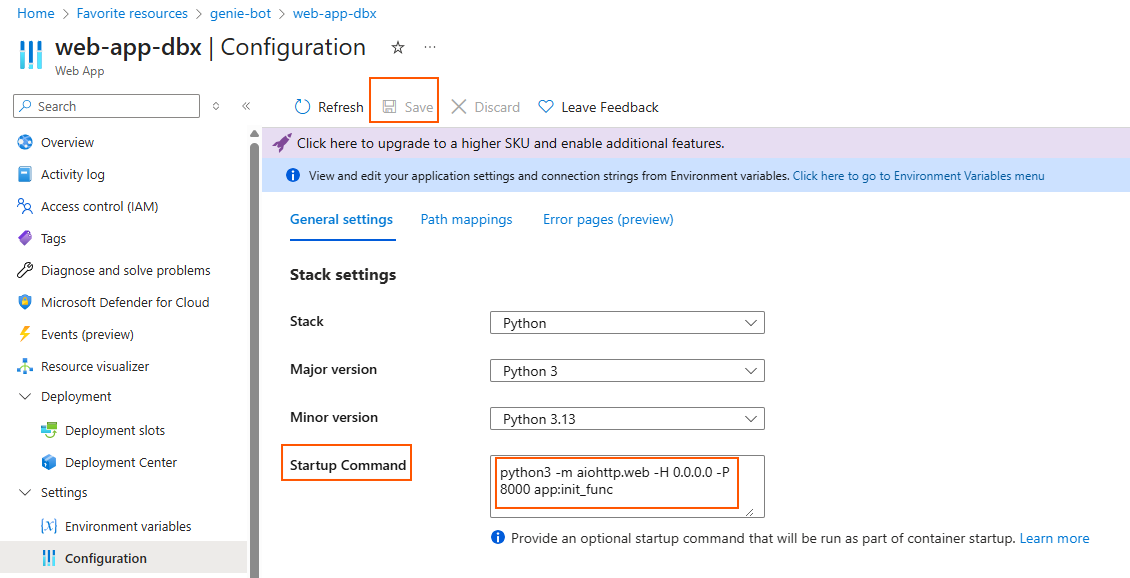 Home > Favorite resources > genie-bot > web-app-dbx
web-app-dbx | Configuration
Web App
Search
Refresh Save Discard Leave Feedback
Click here to upgrade to a higher SKU and enable additional features.
View and edit your application settings and connection strings from Environment variables. Click here to go to Environment Variables menu
Overview
Activity log
Access control (IAM)
Tags
Diagnose and solve problems
Microsoft Defender for Cloud
Events (preview)
Resource visualizer
Deployment
Deployment slots
Deployment Center
Settings
Environment variables
Configuration
General settings Path mappings Error pages (preview)
Stack settings
Stack Python
Major version Python 3
Minor version Python 3.13
Startup Command
python3 -m aiohttp.web -H 0.0.0.0 -P
8000 app:init_func
Provide an optional startup command that will be run as part of container startup. Learn more